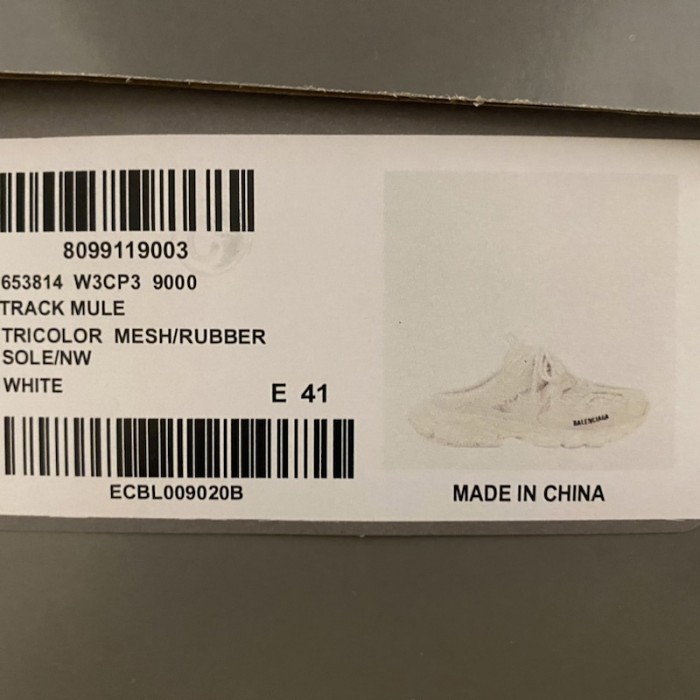 8099119003
653814 W3CP3 9000
TRACK MULE
TRICOLOR MESH/RUBBER
SOLE/NW
WHITE
E 41
ECBL009020B
BALENCIAGA
MADE IN CHINA